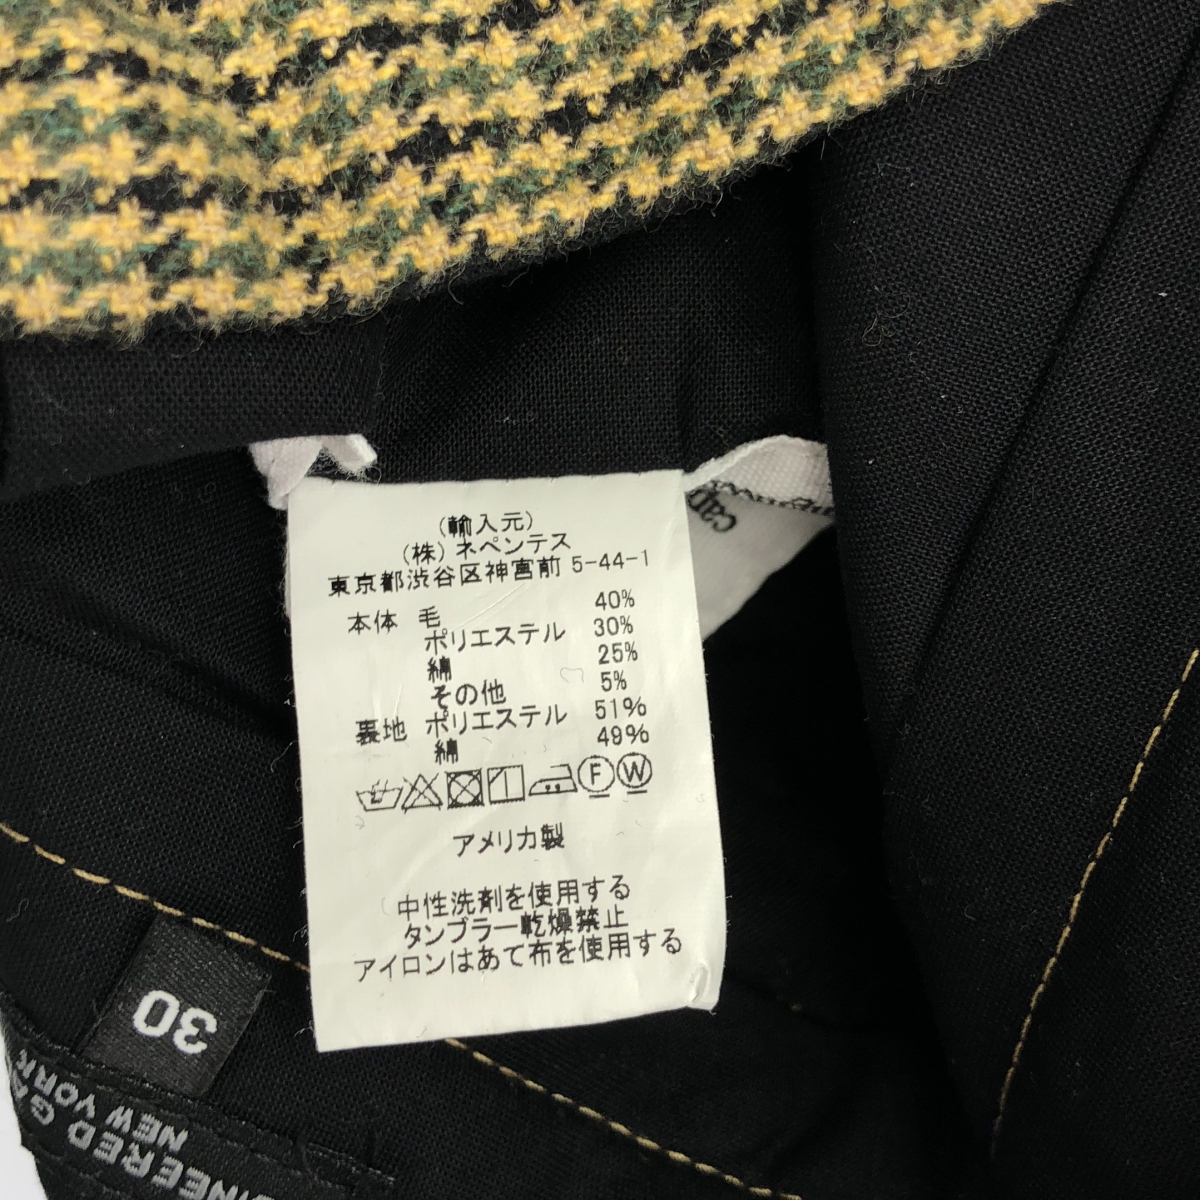 (輸入元)
(株)ネペンテス
東京都渋谷区神宮前 5-44-1
本体 毛 40%
ポリエステル 30%
綿 25%
その他 5%
裏地 ポリエステル 51%
綿 49%
F W
アメリカ製
中性洗剤を使用する
タンブラー乾燥禁止
アイロンはあて布を使用する
30
NEW YORK